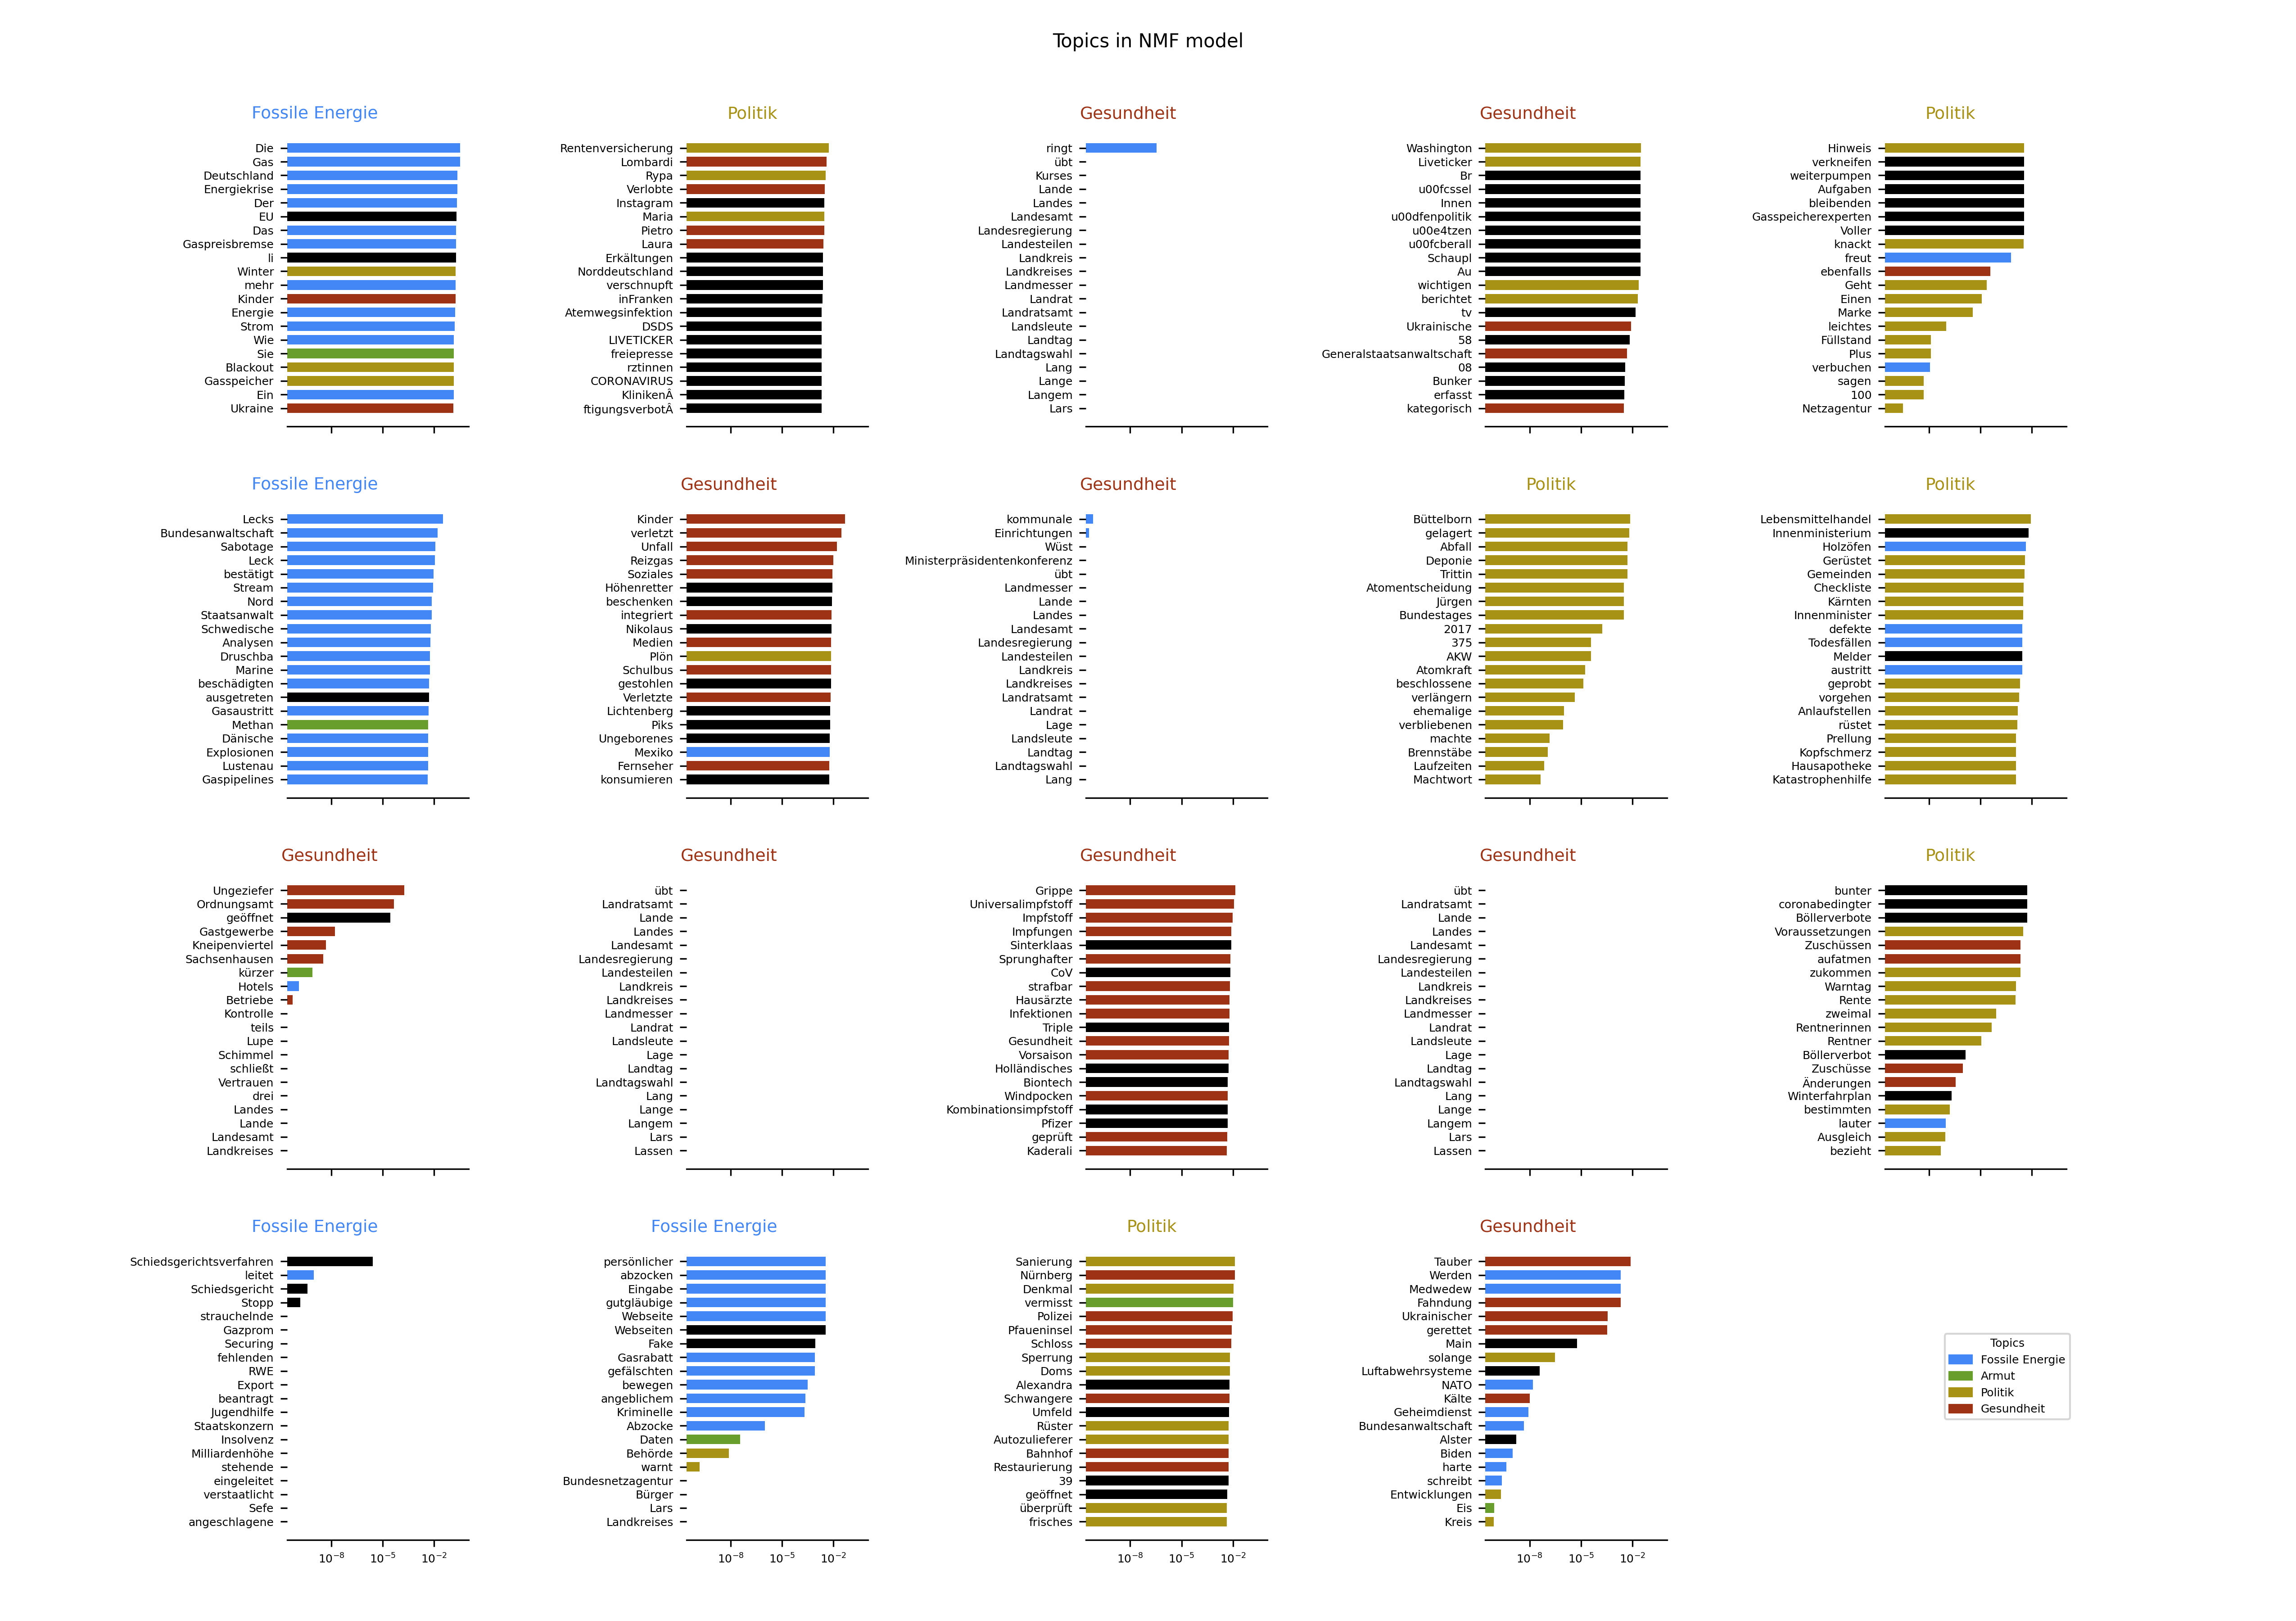 Topics in NMF model
Fossile Energie
Die
Gas
Deutschland
Energiekrise
Der
EU
Das
Gaspreisbremse
li
Winter
mehr
Kinder
Energie
Strom
Wie
Sie
Blackout
Gasspeicher
Ein
Ukraine
Politik
Rentenversicherung
Lombardi
Rypa
Verlobte
Instagram
Maria
Pietro
Laura
Erkältungen
Norddeutschland
verschnupft
inFranken
Atemwegsinfektion
DSDS
LIVETICKER
freiepresse
rztinnen
CORONAVIRUS
KlinikenÂ
ftigungsverbotÂ
Gesundheit
ringt
übt
Kurses
Lande
Landes
Landesamt
Landesregierung
Landesteilen
Landkreis
Landkreises
Landmesser
Landrat
Landratsamt
Landsleute
Landtag
Landtagswahl
Lang
Lange
Langem
Lars
Gesundheit
Washington
Liveticker
Br
u00fcssel
Innen
u00dfenpolitik
u00e4tzen
u00fcberall
Schaupl
Au
wichtigen
berichtet
tv
Ukrainische
58
Generalstaatsanwaltschaft
08
Bunker
erfasst
kategorisch
Politik
Hinweis
verkneifen
weiterpumpen
Aufgaben
bleibenden
Gasspeicherexperten
Voller
knackt
freut
ebenfalls
Geht
Einen
Marke
leichtes
Füllstand
Plus
verbuchen
sagen
100
Netzagentur
Fossile Energie
Lecks
Bundesanwaltschaft
Sabotage
Leck
bestätigt
Stream
Nord
Staatsanwalt
Schwedische
Analysen
Druschba
Marine
beschädigten
ausgetreten
Gasaustritt
Methan
Dänische
Explosionen
Lustenau
Gaspipelines
Gesundheit
Kinder
verletzt
Unfall
Reizgas
Soziales
Höhenretter
beschenken
integriert
Nikolaus
Medien
Plön
Schulbus
gestohlen
Verletzte
Lichtenberg
Piks
Ungeborenes
Mexiko
Fernseher
konsumieren
Gesundheit
kommunale
Einrichtungen
Wüst
Ministerpräsidentenkonferenz
übt
Landmesser
Lande
Landes
Landesamt
Landesregierung
Landesteilen
Landkreis
Landkreises
Landratsamt
Landrat
Lage
Landsleute
Landtag
Landtagswahl
Lang
Politik
Büttelborn
gelagert
Abfall
Deponie
Trittin
Atomentscheidung
Jürgen
Bundestages
2017
375
AKW
Atomkraft
beschlossene
verlängern
ehemalige
verbliebenen
machte
Brennstäbe
Laufzeiten
Machtwort
Politik
Lebensmittelhandel
Innenministerium
Holzöfen
Gerüstet
Gemeinden
Checkliste
Kärnten
Innenminister
defekte
Todesfällen
Melder
austritt
geprobt
vorgehen
Anlaufstellen
rüstet
Prellung
Kopfschmerz
Hausapotheke
Katastrophenhilfe
Gesundheit
Ungeziefer
Ordnungsamt
geöffnet
Gastgewerbe
Kneipenviertel
Sachsenhausen
kürzer
Hotels
Betriebe
Kontrolle
teils
Lupe
Schimmel
schließt
Vertrauen
drei
Landes
Lande
Landesamt
Landkreises
Gesundheit
übt
Landratsamt
Lande
Landes
Landesamt
Landesregierung
Landesteilen
Landkreis
Landkreises
Landmesser
Landrat
Landsleute
Lage
Landtag
Landtagswahl
Lang
Lange
Langem
Lars
Lassen
Gesundheit
Grippe
Universalimpfstoff
Impfstoff
Impfungen
Sinterklaas
Sprunghafter
CoV
strafbar
Hausärzte
Infektionen
Triple
Gesundheit
Vorsaison
Holländisches
Biontech
Windpocken
Kombinationsimpfstoff
Pfizer
geprüft
Kaderali
Gesundheit
übt
Landratsamt
Lande
Landes
Landesamt
Landesregierung
Landesteilen
Landkreis
Landkreises
Landmesser
Landrat
Landsleute
Lage
Landtag
Landtagswahl
Lang
Lange
Langem
Lars
Lassen
Politik
bunter
coronabedingter
Böllerverbote
Voraussetzungen
Zuschüssen
aufatmen
zukommen
Warntag
Rente
zweimal
Rentnerinnen
Rentner
Böllerverbot
Zuschüsse
Änderungen
Winterfahrplan
bestimmten
lauter
Ausgleich
bezieht
Fossile Energie
Schiedsgerichtsverfahren
leitet
Schiedsgericht
Stopp
strauchelnde
Gazprom
Securing
fehlenden
RWE
Export
beantragt
Jugendhilfe
Staatskonzern
Insolvenz
Milliardenhöhe
stehende
eingeleitet
verstaatlicht
Sefe
angeschlagene
10⁻⁸ 10⁻⁵ 10⁻²
Fossile Energie
persönlicher
abzocken
Eingabe
gutgläubige
Webseite
Webseiten
Fake
Gasrabatt
gefälschten
bewegen
angeblichem
Kriminelle
Abzocke
Daten
Behörde
warnt
Bundesnetzagentur
Bürger
Lars
Landkreises
10⁻⁸ 10⁻⁵ 10⁻²
Politik
Sanierung
Nürnberg
Denkmal
vermisst
Polizei
Pfaueninsel
Schloss
Sperrung
Doms
Alexandra
Schwangere
Umfeld
Rüster
Autozulieferer
Bahnhof
Restaurierung
39
geöffnet
überprüft
frisches
10⁻⁸ 10⁻⁵ 10⁻²
Gesundheit
Tauber
Werden
Medwedew
Fahndung
Ukrainischer
gerettet
Main
solange
Luftabwehrsysteme
NATO
Kälte
Geheimdienst
Bundesanwaltschaft
Alster
Biden
harte
schreibt
Entwicklungen
Eis
Kreis
10⁻⁸ 10⁻⁵ 10⁻²
Topics
Fossile Energie
Armut
Politik
Gesundheit